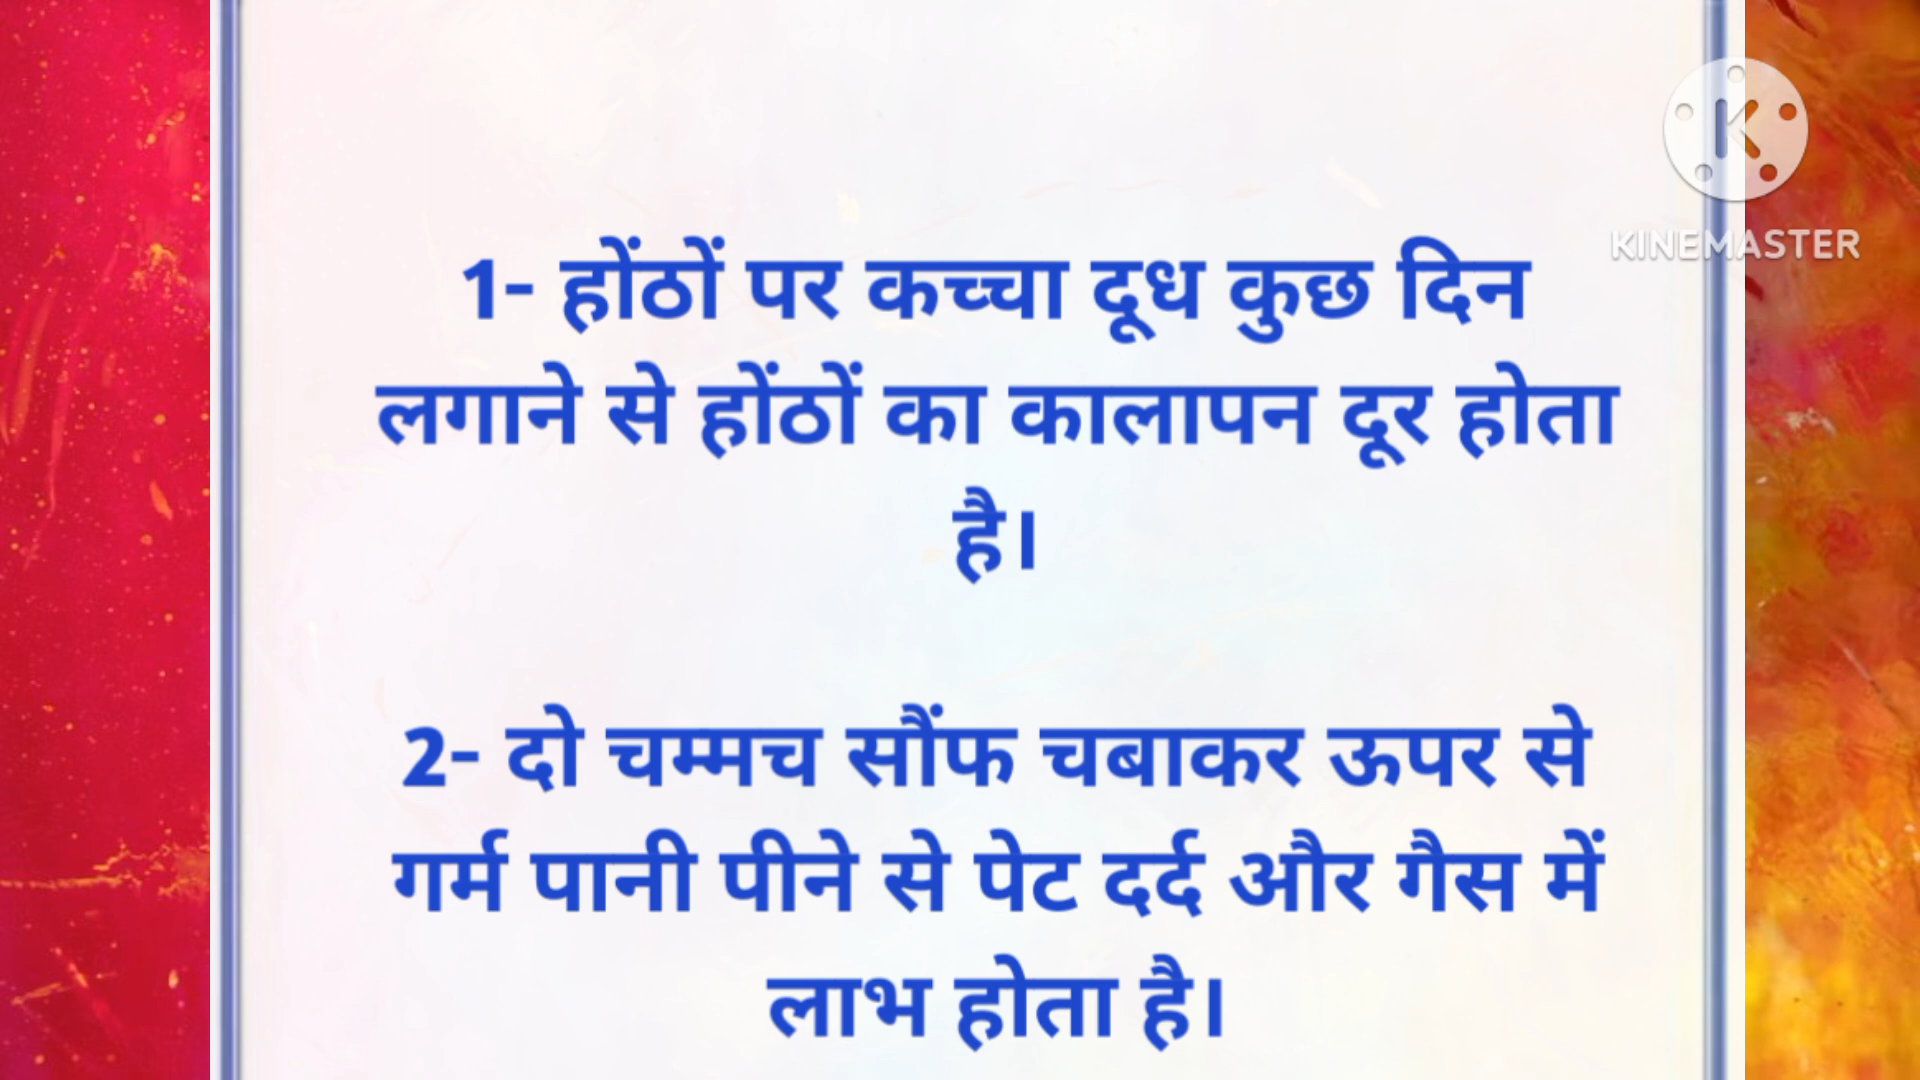 KINEMASTER
1- होंठों पर कच्चा दूध कुछ दिन
लगाने से होंठों का कालापन दूर होता
है।
2- दो चम्मच सौंफ चबाकर ऊपर से
गर्म पानी पीने से पेट दर्द और गैस में
लाभ होता है।